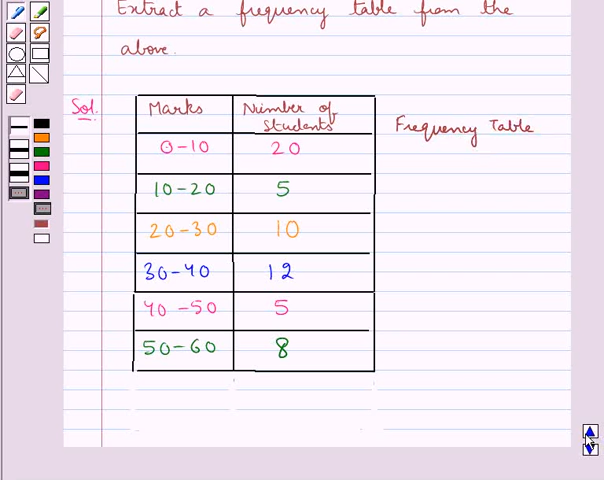 Extract a frequency table from the
above.
Sol.
Marks Number of Students
Frequency Table
0-10 20
10-20 5
20-30 10
30-40 12
40-50 5
50-60 8